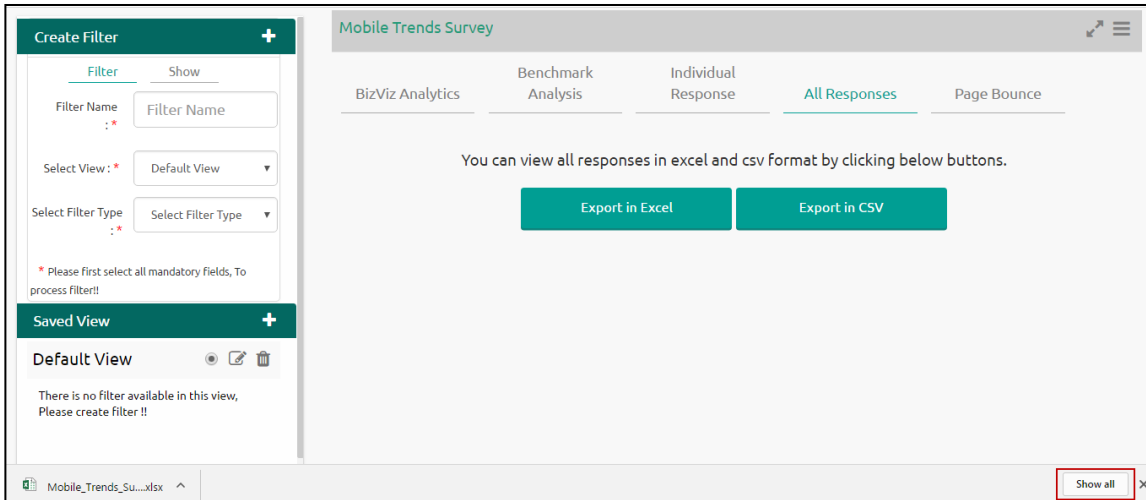 Create Filter +
Filter Show
Filter Name
: *
Filter Name
Select View : * Default View
Select Filter Type
: *
Select Filter Type
* Please first select all mandatory fields, To
process filter!!
Saved View +
Default View
There is no filter available in this view,
Please create filter !!
Mobile Trends Survey
BizViz Analytics
Benchmark
Analysis
Individual
Response
All Responses
Page Bounce
You can view all responses in excel and csv format by clicking below buttons.
Export in Excel
Export in CSV
Mobile_Trends_Su....xlsx
Show all